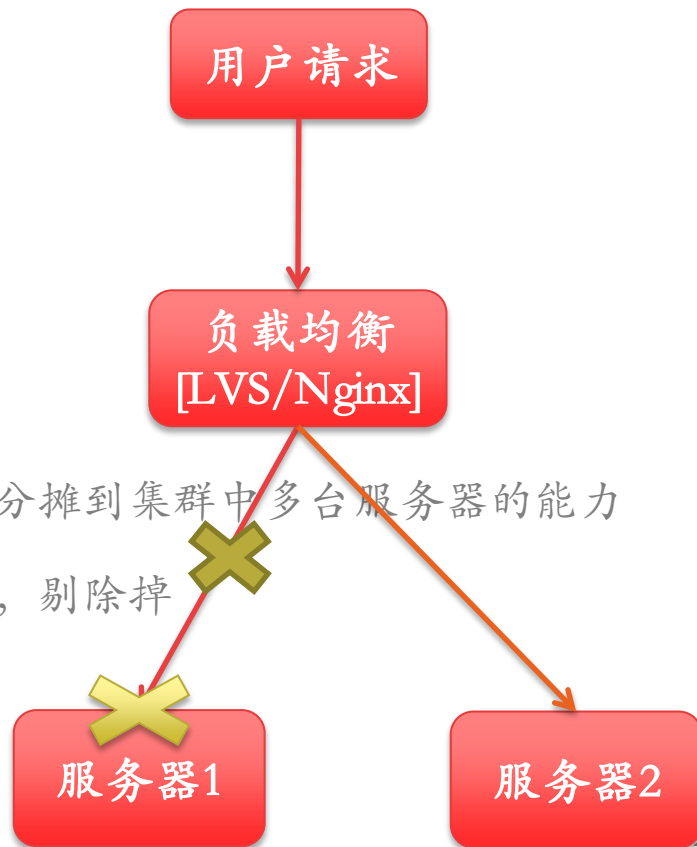 用户请求
负载均衡
[LVS/Nginx]
分摊到集群中多台服务器的能力
，剔除掉
服务器1
服务器2